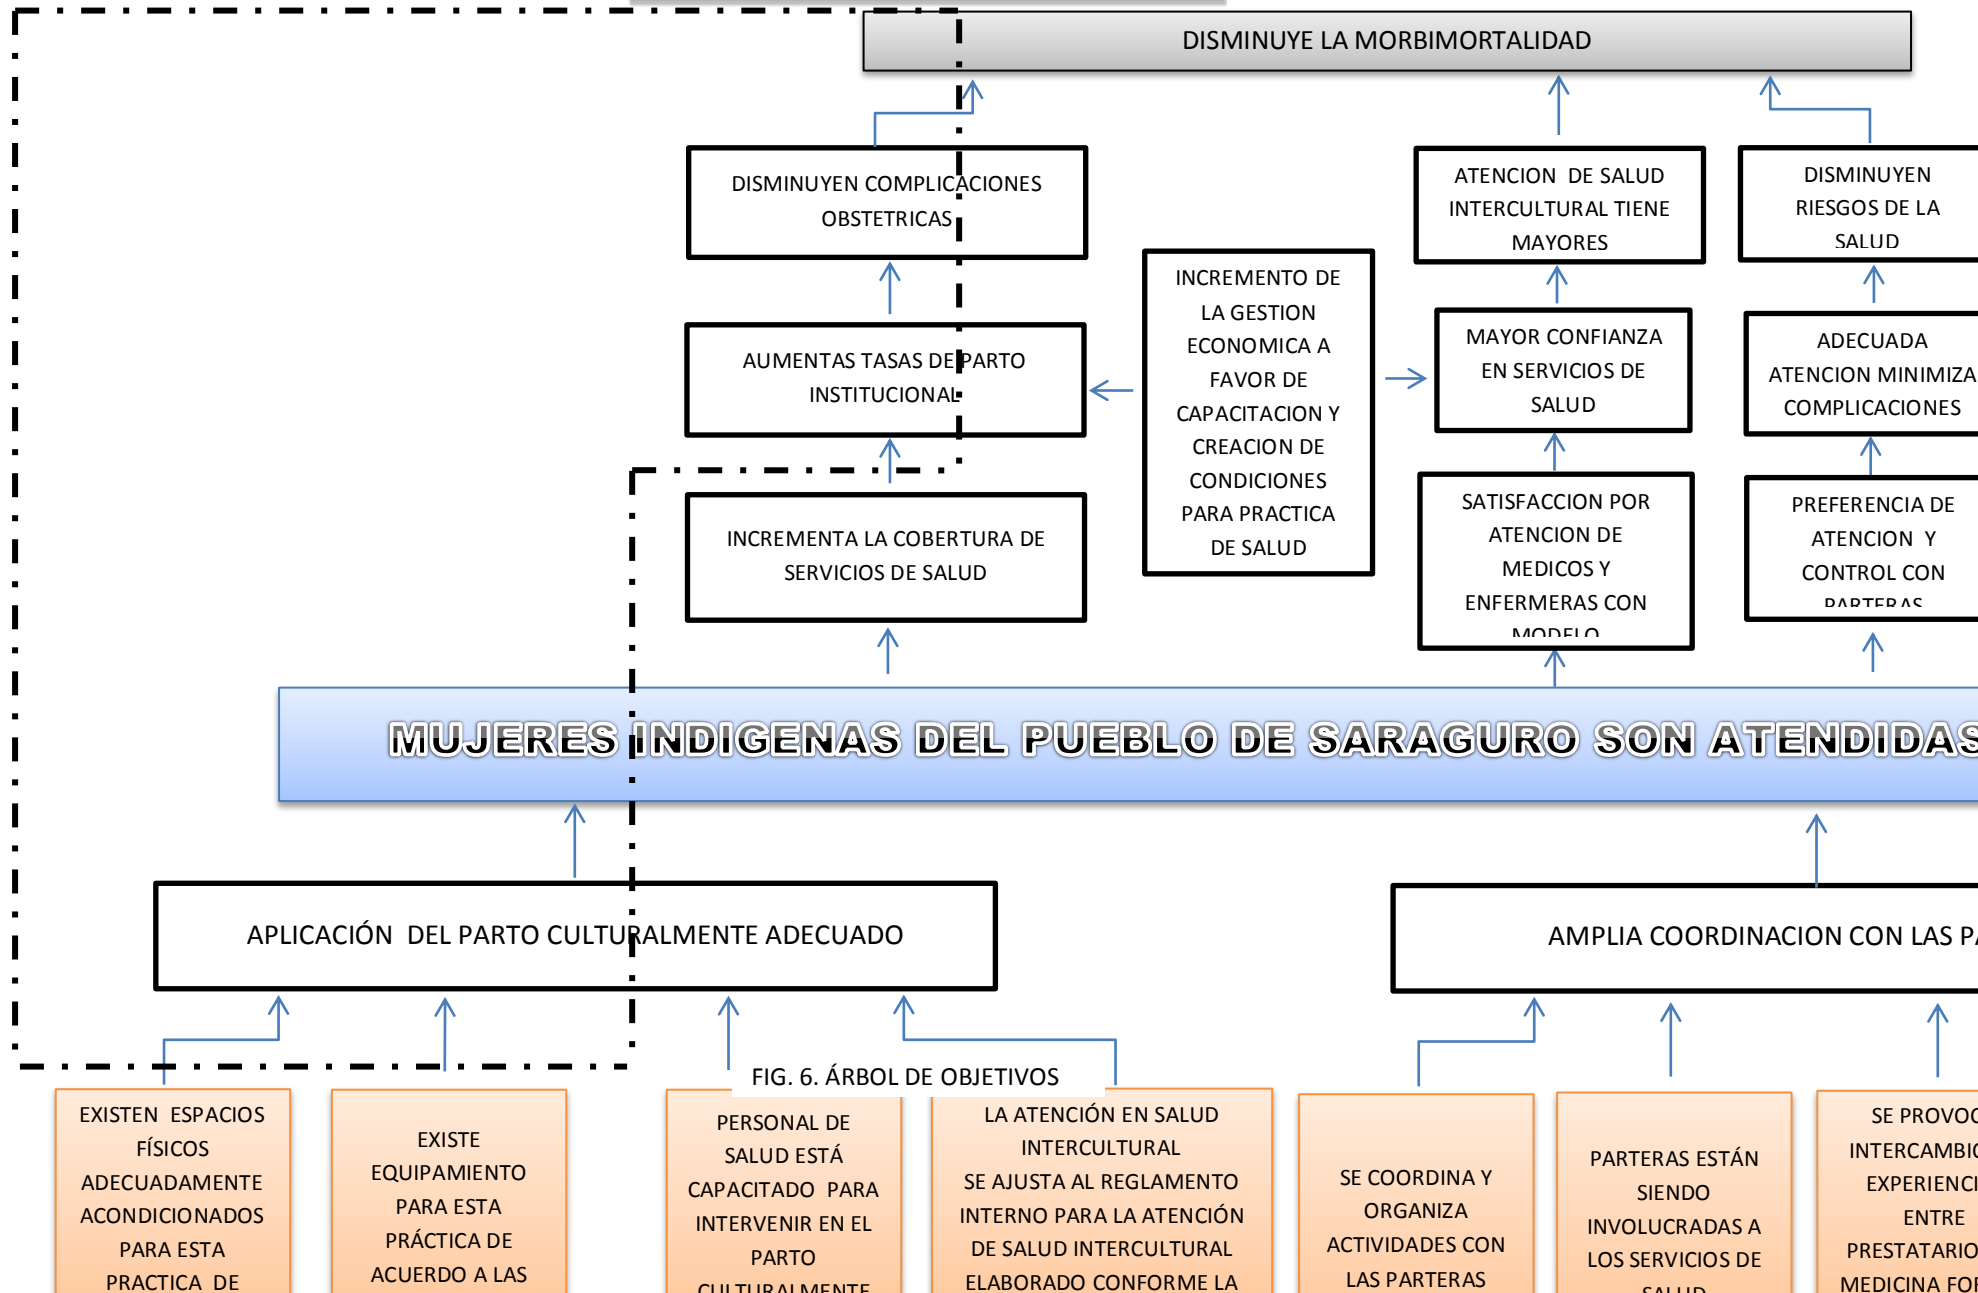 DISMINUYE LA MORBIMORTALIDAD
DISMINUYEN COMPLICACIONES
OBSTETRICAS
ATENCION DE SALUD
INTERCULTURAL TIENE
MAYORES
DISMINUYEN
RIESGOS DE LA
SALUD
INCREMENTO DE
LA GESTION
ECONOMICA A
FAVOR DE
CAPACITACION Y
CREACION DE
CONDICIONES
PARA PRACTICA
DE SALUD
AUMENTAS TASAS DE PARTO
INSTITUCIONAL
MAYOR CONFIANZA
EN SERVICIOS DE
SALUD
ADECUADA
ATENCION MINIMIZA
COMPLICACIONES
INCREMENTA LA COBERTURA DE
SERVICIOS DE SALUD
SATISFACCION POR
ATENCION DE
MEDICOS Y
ENFERMERAS CON
MODELO
PREFERENCIA DE
ATENCION Y
CONTROL CON
PARTERAS
MUJERES INDIGENAS DEL PUEBLO DE SARAGURO SON ATENDIDAS
APLICACIÓN DEL PARTO CULTURALMENTE ADECUADO
AMPLIA COORDINACION CON LAS
FIG. 6. ÁRBOL DE OBJETIVOS
EXISTEN ESPACIOS
FÍSICOS
ADECUADAMENTE
ACONDICIONADOS
PARA ESTA
PRACTICA DE
EXISTE
EQUIPAMIENTO
PARA ESTA
PRÁCTICA DE
ACUERDO A LAS
PERSONAL DE
SALUD ESTÁ
CAPACITADO PARA
INTERVENIR EN EL
PARTO
CULTURALMENTE
LA ATENCIÓN EN SALUD
INTERCULTURAL
SE AJUSTA AL REGLAMENTO
INTERNO PARA LA ATENCIÓN
DE SALUD INTERCULTURAL
ELABORADO CONFORME LA
SE COORDINA Y
ORGANIZA
ACTIVIDADES CON
LAS PARTERAS
PARTERAS ESTÁN
SIENDO
INVOLUCRADAS A
LOS SERVICIOS DE
SALUD
SE
ENTRE
MEDICINA